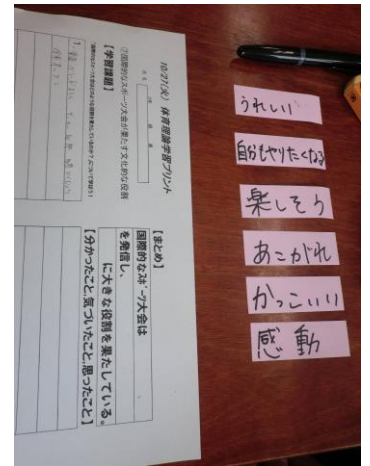 うれしい
自分もやりたくなる
楽しそう
あこがれ
かっこいい
感動
10/27(火) 体育理論学習プリント
⑦国際的なスポーツ大会が果たす文化的な役割
【学習課題】
1.
【まとめ】
国際的なスポーツ大会は
を発信し、
に大きな役割を果たしている。
【分かったこと、気づいたこと、思ったこと】